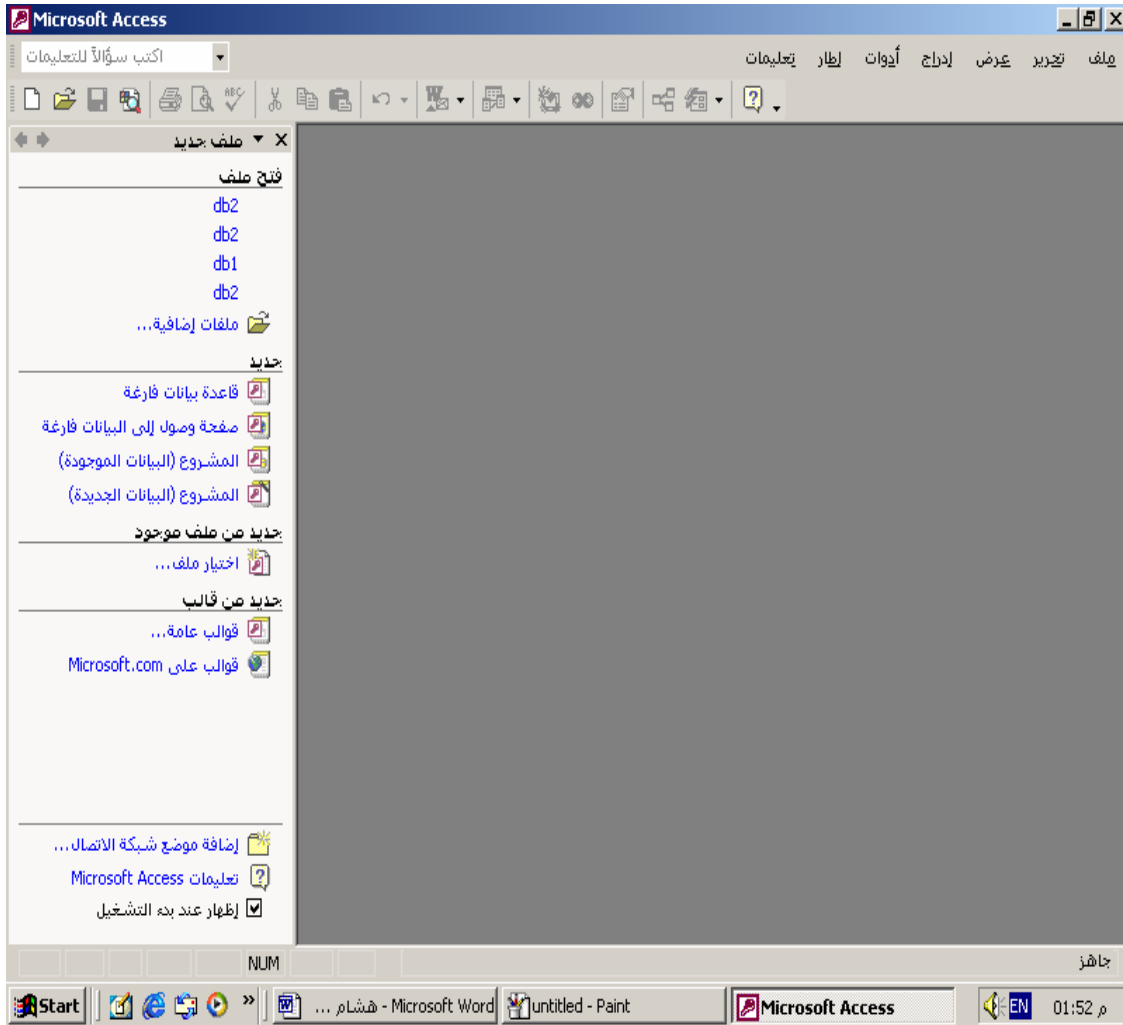 Microsoft Access
ملف تحرير عرض إدراج أدوات إطار تعليمات
اكتب سؤالاً للتعليمات
ملف جديد
فتح ملف
db2
db2
db1
db2
ملفات إضافية...
جديد
قاعدة بيانات فارغة
صفحة وصول إلى البيانات فارغة
المشروع (البيانات الموجودة)
المشروع (البيانات الجديدة)
جديد من ملف موجود
اختيار ملف...
جديد من قالب
قوالب عامة...
قوالب على Microsoft.com
إضافة موضع شبكة الاتصال...
تعليمات Microsoft Access
إظهار عند بدء التشغيل
جاهز
NUM
Start
هشام ... - Microsoft Word
untitled - Paint
Microsoft Access
EN
01:52 م